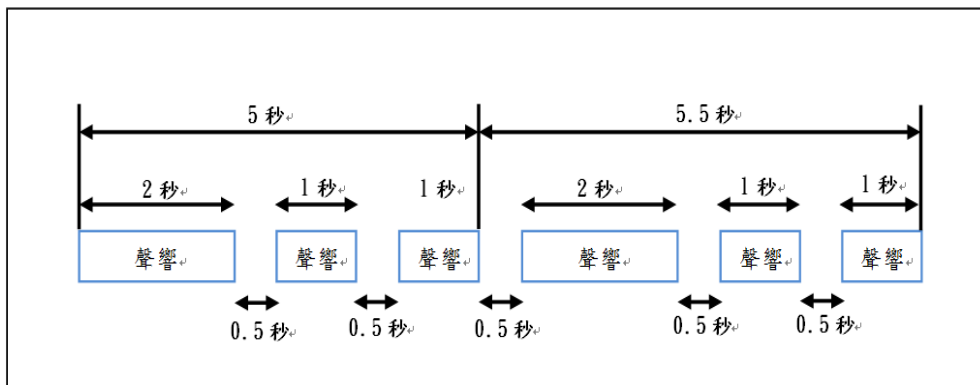 5 秒 5.5 秒
2 秒 1 秒 1 秒 2 秒 1 秒 1 秒
聲響 聲響 聲響 聲響 聲響 聲響
0.5 秒 0.5 秒 0.5 秒 0.5 秒 0.5 秒